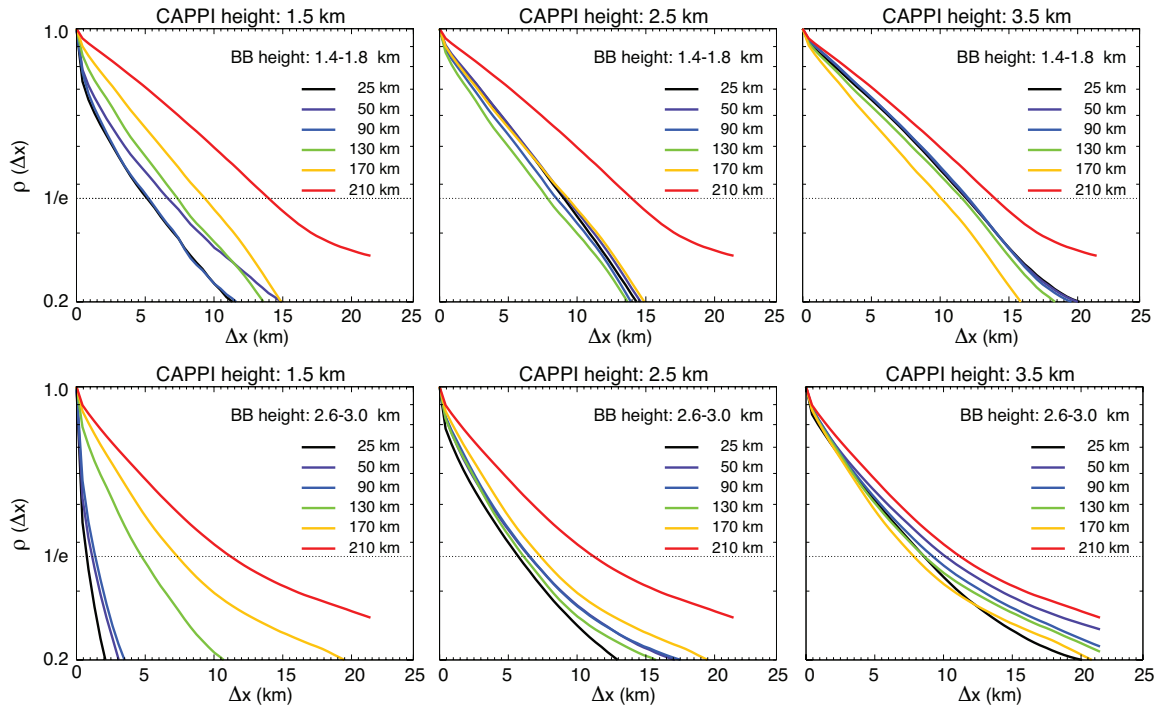 CAPPI height: 1.5 km
1.0
BB height: 1.4-1.8 km
25 km
50 km
90 km
130 km
170 km
210 km
ρ (Δx)
1/e
0.2
0 5 10 15 20 25
Δx (km)
CAPPI height: 2.5 km
BB height: 1.4-1.8 km
25 km
50 km
90 km
130 km
170 km
210 km
0 5 10 15 20 25
Δx (km)
CAPPI height: 3.5 km
BB height: 1.4-1.8 km
25 km
50 km
90 km
130 km
170 km
210 km
0 5 10 15 20 25
Δx (km)
CAPPI height: 1.5 km
1.0
BB height: 2.6-3.0 km
25 km
50 km
90 km
130 km
170 km
210 km
ρ (Δx)
1/e
0.2
0 5 10 15 20 25
Δx (km)
CAPPI height: 2.5 km
BB height: 2.6-3.0 km
25 km
50 km
90 km
130 km
170 km
210 km
0 5 10 15 20 25
Δx (km)
CAPPI height: 3.5 km
BB height: 2.6-3.0 km
25 km
50 km
90 km
130 km
170 km
210 km
0 5 10 15 20 25
Δx (km)